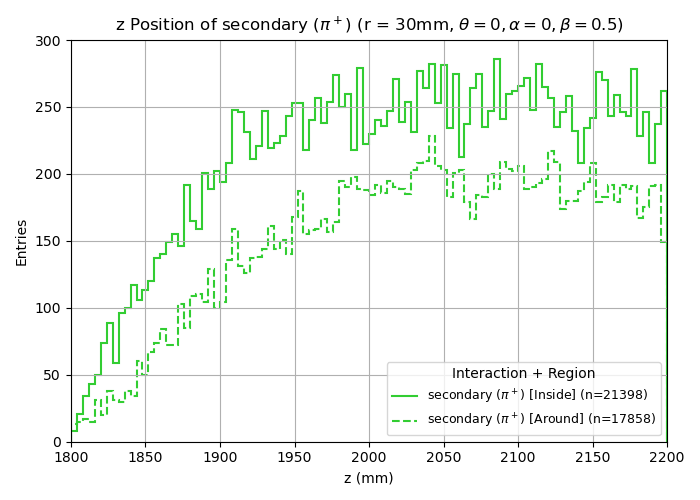 z Position of secondary (π⁺) (r = 30mm, θ = 0, α = 0, β = 0.5)
300
250
200
150
100
50
0
Entries
Interaction + Region
secondary (π⁺) [Inside] (n=21398)
secondary (π⁺) [Around] (n=17858)
1800 1850 1900 1950 2000 2050 2100 2150 2200
z (mm)